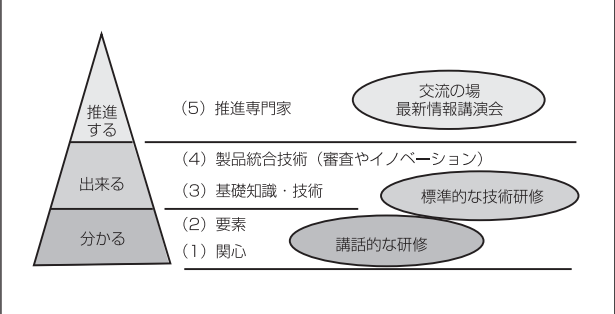 推進
する
（5）推進専門家
交流の場
最新情報講演会
出来る
（4）製品統合技術（審査やイノベーション）
（3）基礎知識・技術
標準的な技術研修
分かる
（2）要素
（1）関心
講話的な研修